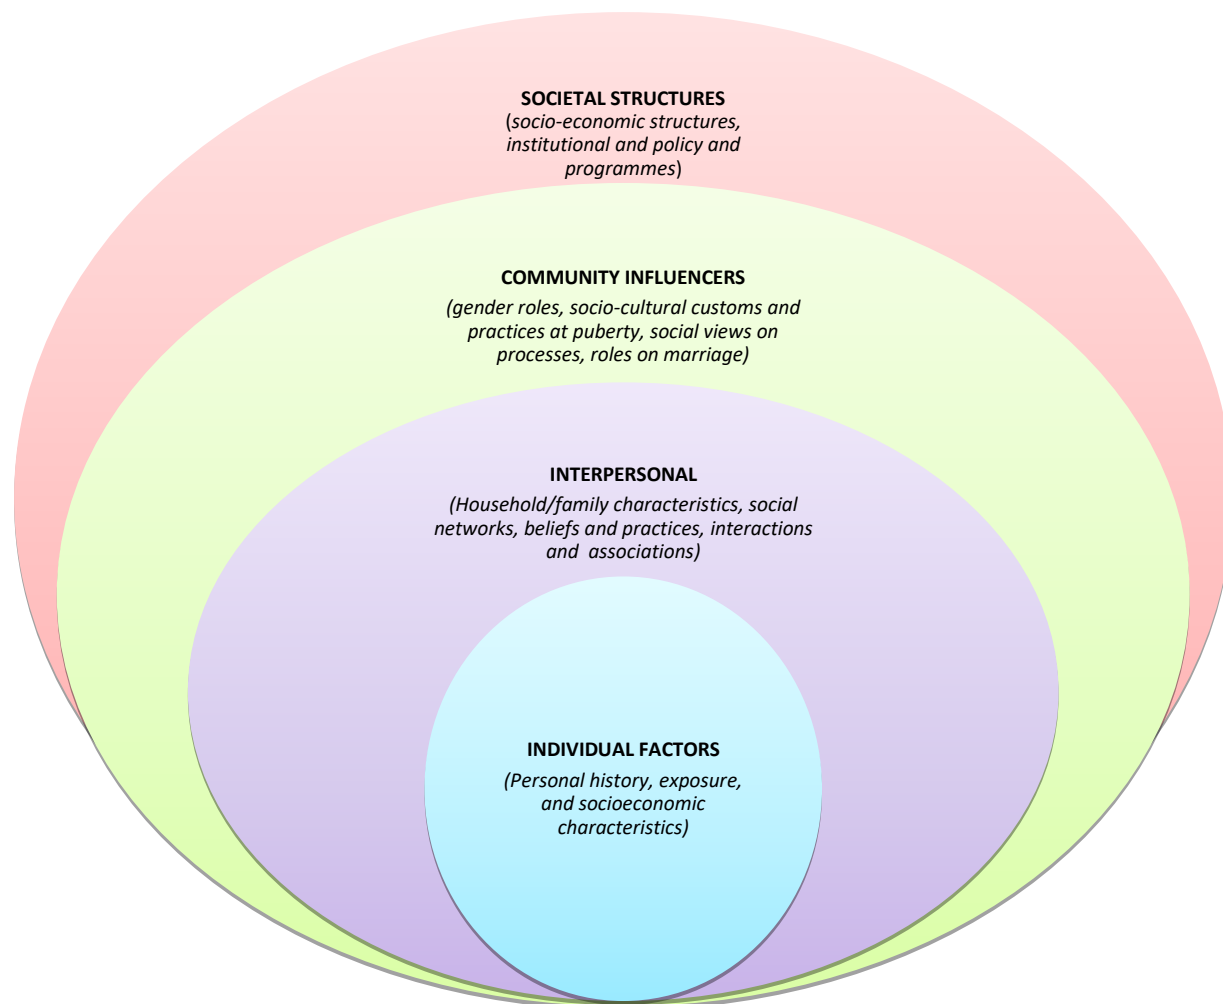 SOCIETAL STRUCTURES
(socio-economic structures,
institutional and policy and
programmes)
COMMUNITY INFLUENCERS
(gender roles, socio-cultural customs and
practices at puberty, social views on
processes, roles on marriage)
INTERPERSONAL
(Household/family characteristics, social
networks, beliefs and practices, interactions
and associations)
INDIVIDUAL FACTORS
(Personal history, exposure,
and socioeconomic
characteristics)